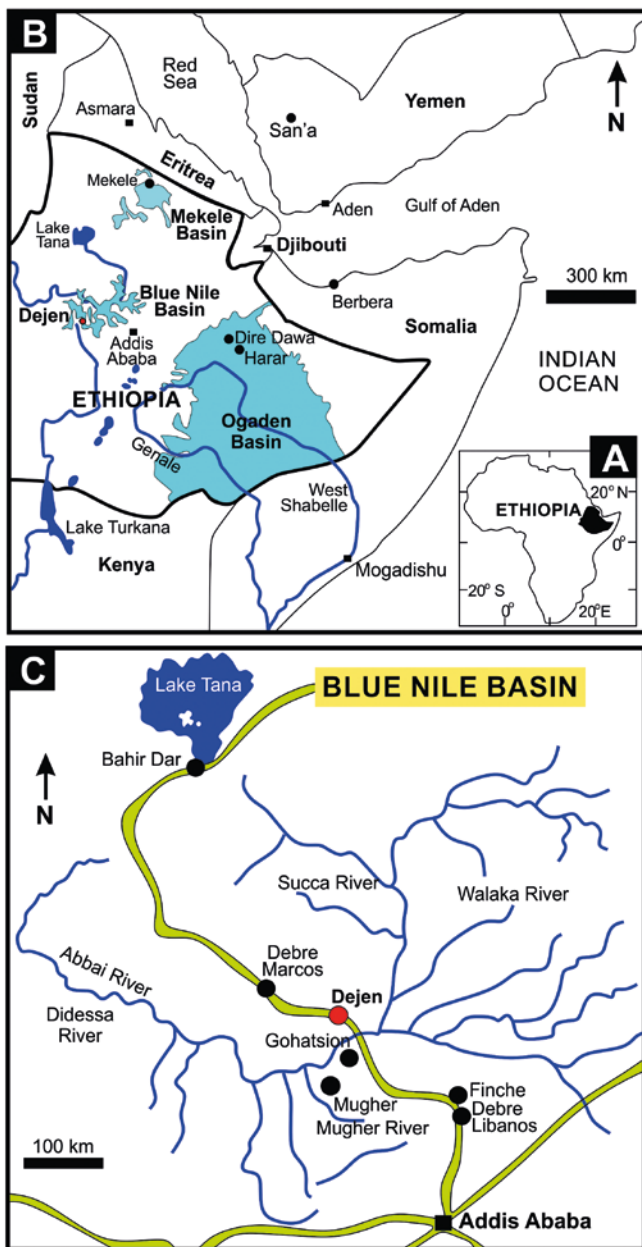 B
Sudan
Red
Sea
Yemen
N
Asmara
San'a
Eritrea
Mekele
Mekele
Basin
Aden
Gulf of Aden
Lake
Tana
Djibouti
300 km
Blue Nile
Basin
Berbera
Dejen
Somalia
Addis
Ababa
Dire Dawa
Harar
INDIAN
OCEAN
ETHIOPIA
Ogaden
Basin
Genale
West
Shabelle
Lake Turkana
Kenya
Mogadishu
A
ETHIOPIA
20°N
0°
20° S
0°
20°E
C
Lake Tana
BLUE NILE BASIN
Bahir Dar
N
Succa River
Walaka River
Abbai River
Debre
Marcos
Dejen
Didessa
River
Gohatsion
Finche
Mugher
Mugher River
Debre
Libanos
100 km
Addis Ababa